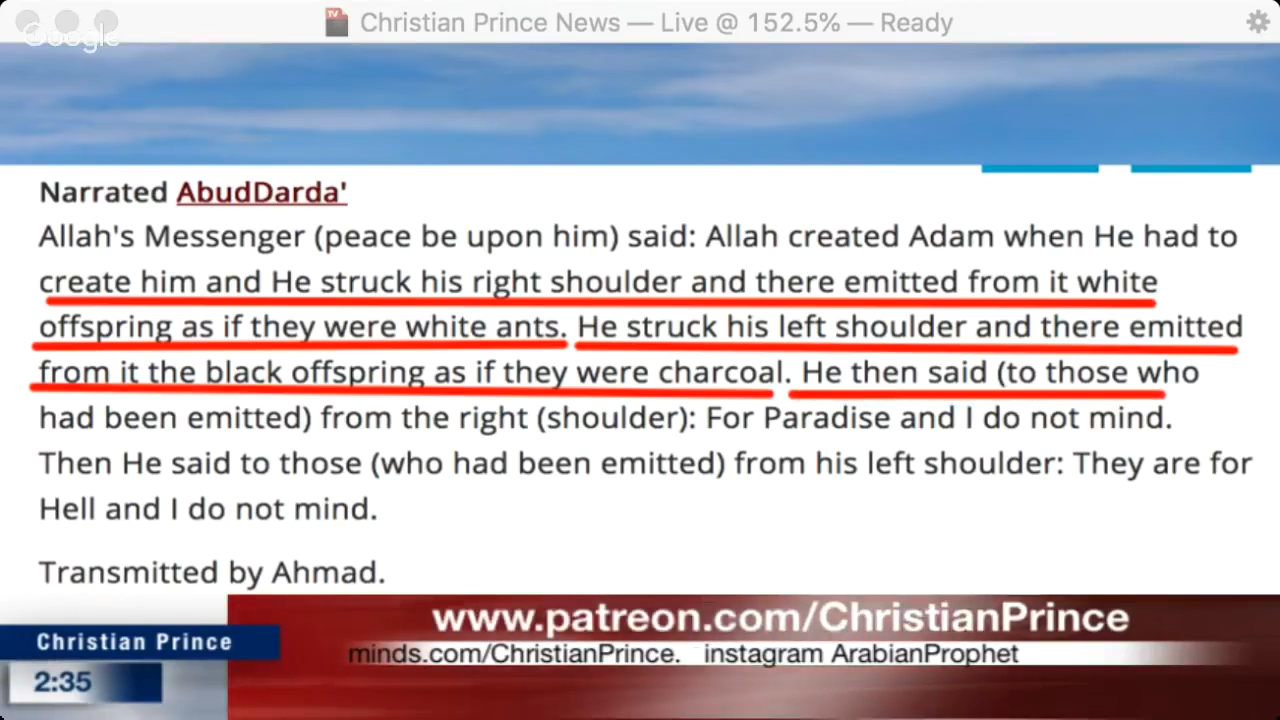 Christian Prince News — Live @ 152.5% — Ready
Google
Narrated AbudDarda'
Allah's Messenger (peace be upon him) said: Allah created Adam when He had to
create him and He struck his right shoulder and there emitted from it white
offspring as if they were white ants. He struck his left shoulder and there emitted
from it the black offspring as if they were charcoal. He then said (to those who
had been emitted) from the right (shoulder): For Paradise and I do not mind.
Then He said to those (who had been emitted) from his left shoulder: They are for
Hell and I do not mind.
Transmitted by Ahmad.
www.patreon.com/ChristianPrince
Christian Prince
minds.com/ChristianPrince. instagram ArabianProphet
2:35